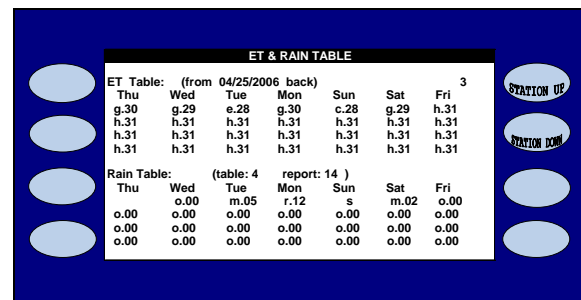 ET & RAIN TABLE
ET Table: (from 04/25/2006 back) 3
Thu Wed Tue Mon Sun Sat Fri
g.30 g.29 e.28 g.30 c.28 g.29 h.31
h.31 h.31 h.31 h.31 h.31 h.31 h.31
h.31 h.31 h.31 h.31 h.31 h.31 h.31
h.31 h.31 h.31 h.31 h.31 h.31 h.31
Rain Table: (table: 4 report: 14 )
Thu Wed Tue Mon Sun Sat Fri
o.00 m.05 r.12 s m.02 o.00
o.00 o.00 o.00 o.00 o.00 o.00 o.00
o.00 o.00 o.00 o.00 o.00 o.00 o.00
o.00 o.00 o.00 o.00 o.00 o.00 o.00
STATION UP
STATION DOWN